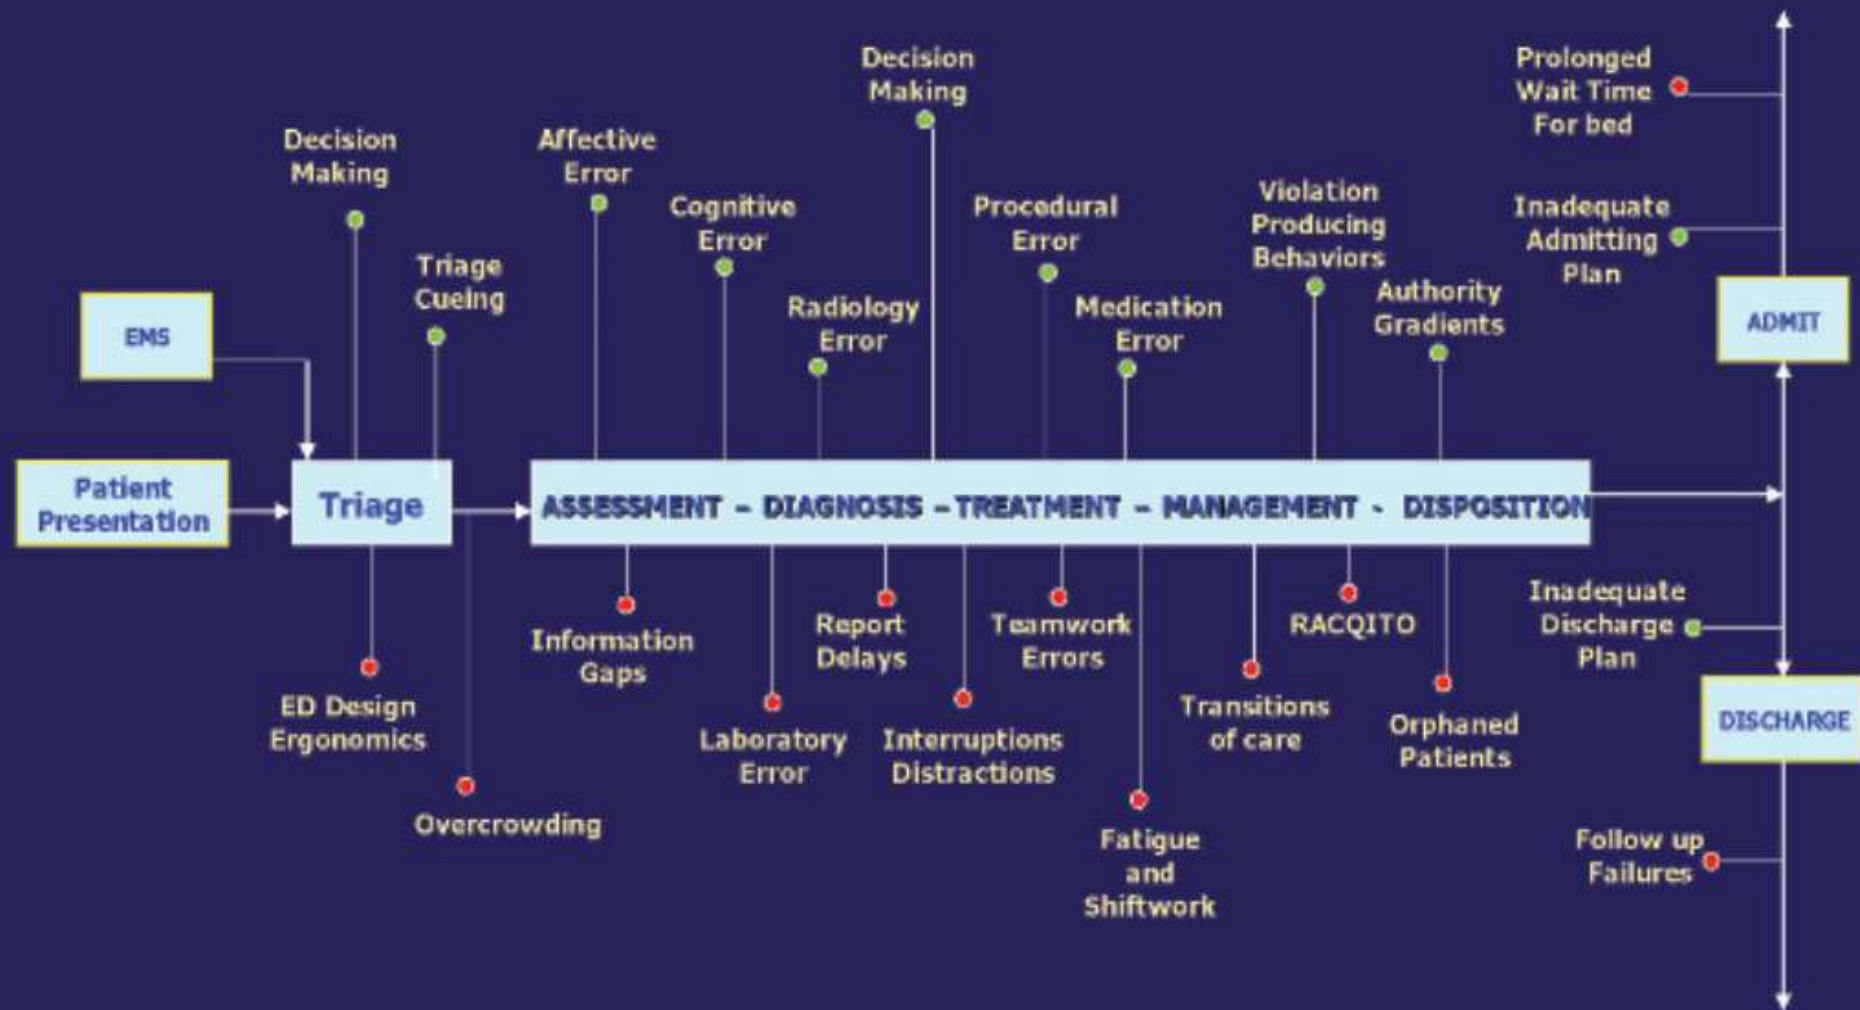 Decision
Making
Prolonged
Wait Time
For bed
Decision
Making
Affective
Error
Cognitive
Error
Procedural
Error
Violation
Producing
Behaviors
Inadequate
Admitting
Plan
Triage
Cueing
Radiology
Error
Medication
Error
Authority
Gradients
EMS
ADMIT
Patient
Presentation
Triage
ASSESSMENT – DIAGNOSIS – TREATMENT – MANAGEMENT - DISPOSITION
Information
Gaps
Report
Delays
Teamwork
Errors
RACQITO
Inadequate
Discharge
Plan
ED Design
Ergonomics
Laboratory
Error
Interruptions
Distractions
Transitions
of care
Orphaned
Patients
DISCHARGE
Overcrowding
Fatigue
and
Shiftwork
Follow up
Failures